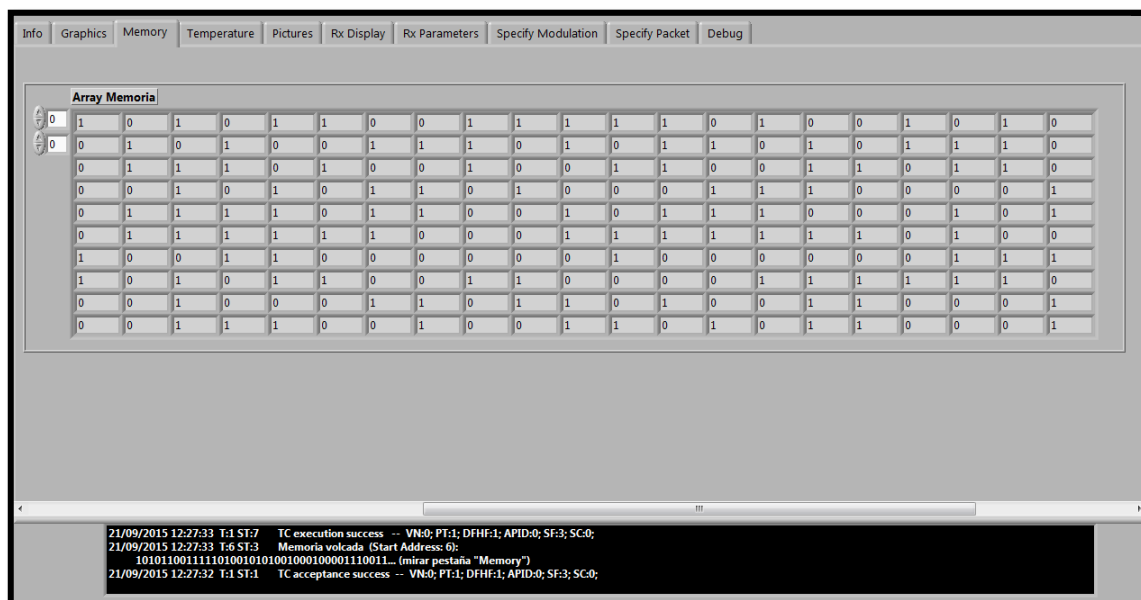 Info Graphics Memory Temperature Pictures Rx Display Rx Parameters Specify Modulation Specify Packet Debug
Array Memoria
0 1 0 1 0 1 1 0 0 1 1 1 1 1 0 1 0 0 1 0 1 0
0 0 1 0 1 0 0 1 1 1 0 1 0 1 1 0 1 0 1 1 1 0
0 1 1 1 0 1 0 0 1 0 0 1 1 0 0 1 1 0 1 1 0
0 0 1 0 1 0 1 1 0 1 0 0 0 1 1 1 0 0 0 0 1
0 1 1 1 1 0 1 1 0 0 1 0 1 1 1 0 0 0 1 0 1
0 1 1 1 1 1 1 0 0 0 1 1 1 1 1 1 1 0 1 0 0
1 0 0 1 1 0 0 0 0 0 0 1 0 0 0 0 0 0 1 1 1
1 0 1 0 1 1 0 0 1 1 0 0 0 0 1 1 1 1 1 1 0
0 0 1 0 0 0 1 1 0 1 1 0 1 0 0 1 1 0 0 0 1
0 0 1 1 1 0 0 1 0 0 1 1 0 1 0 1 1 0 0 0 1
21/09/2015 12:27:33 T:1 ST:7 TC execution success -- VN:0; PT:1; DFHF:1; APID:0; SF:3; SC:0;
21/09/2015 12:27:33 T:6 ST:3 Memoria volcada (Start Address: 6):
1010110011111010010101001000100001110011... (mirar pestaña "Memory")
21/09/2015 12:27:32 T:1 ST:1 TC acceptance success -- VN:0; PT:1; DFHF:1; APID:0; SF:3; SC:0;